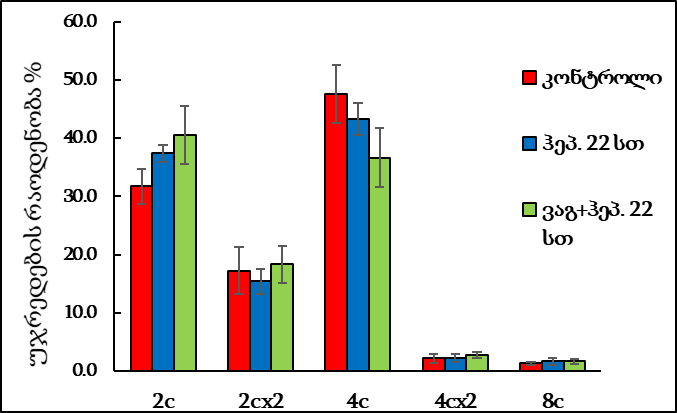 60.0
50.0
40.0
30.0
20.0
10.0
0.0
უჯრედების რაოდენობა %
2c
2cx2
4c
4cx2
8c
კონტროლი
ჰეპ. 22 სთ
ვაგ+ჰეპ. 22
სთ